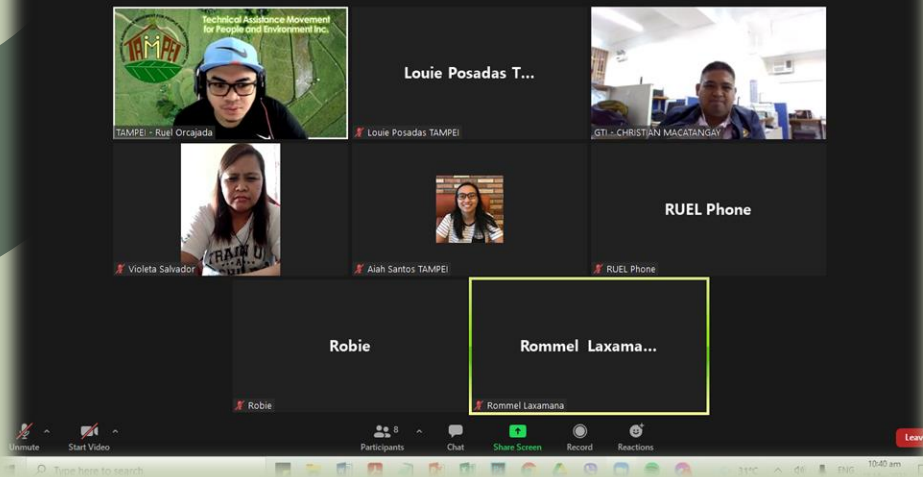 Technical Assistance Movement
for People and Environment Inc.
TAMPEI
TAMPEI - Ruel Orcajada
Louie Posadas T...
Louie Posadas TAMPEI
GTI - CHRISTIAN MACATANGAY
Violeta Salvador
TRAIN U
Aiah Santos TAMPEI
RUEL Phone
RUEL Phone
Robie
Robie
Rommel Laxama...
Rommel Laxamana
Unmute
Start Video
8
Participants
Chat
Share Screen
Record
Reactions
Leav
Type here to search
31°C
ENG
10:40 am